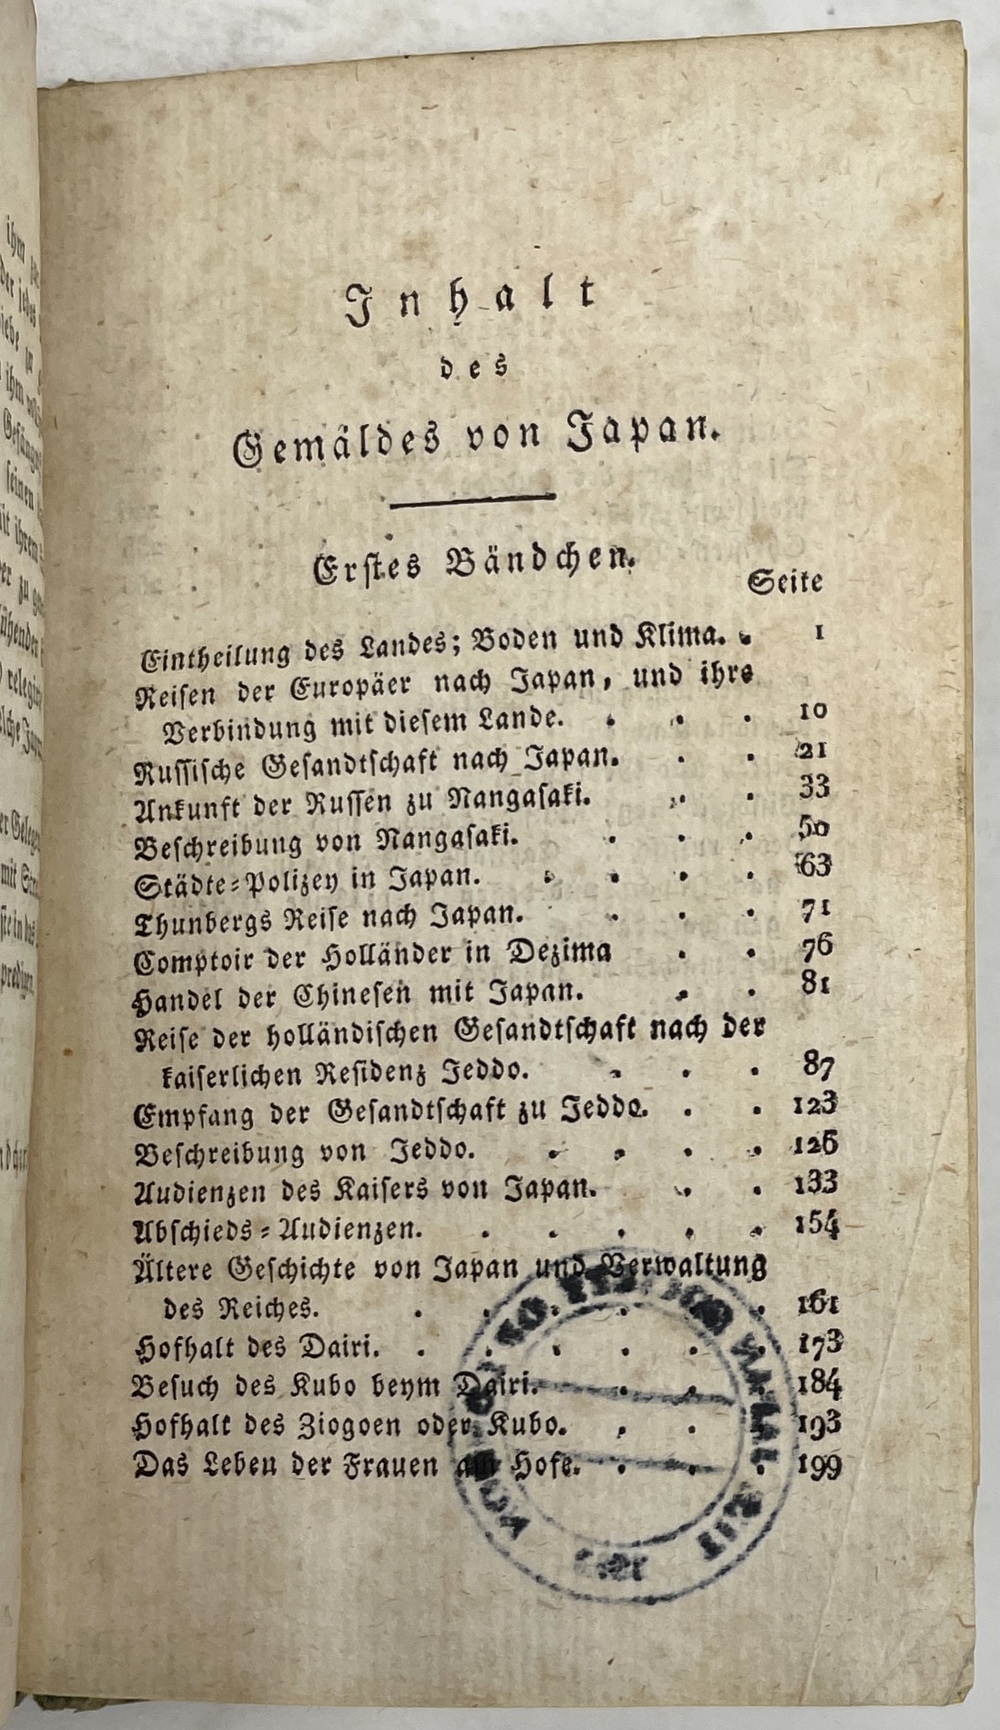 Inhalt
des
Gemäldes von Japan.
Erstes Bändchen.
Seite
Eintheilung des Landes; Boden und Klima. . 1
Reisen der Europäer nach Japan, und ihre
Verbindung mit diesem Lande. . . . 10
Russische Gesandtschaft nach Japan. . . 21
Ankunft der Russen zu Nangasaki. . . 33
Beschreibung von Nangasaki. . . . 50
Städte-Polizey in Japan. . . . . 63
Thunbergs Reise nach Japan. . . . 71
Comptoir der Holländer in Dezima . . 76
Handel der Chinesen mit Japan. . . 81
Reise der holländischen Gesandtschaft nach der
kaiserlichen Residenz Jeddo. . . . 87
Empfang der Gesandtschaft zu Jeddo. . . 123
Beschreibung von Jeddo. . . . . 126
Audienzen des Kaisers von Japan. . . 133
Abschieds-Audienzen. . . . . . 154
Ältere Geschichte von Japan und Verwaltung
des Reiches. . . . . . . 161
Hofhalt des Dairi. . . . . . . 173
Besuch des Kubo beym Dairi. . . . 184
Hofhalt des Ziogoen oder Kubo. . . . 193
Das Leben der Frauen am Hofe. . . . 199